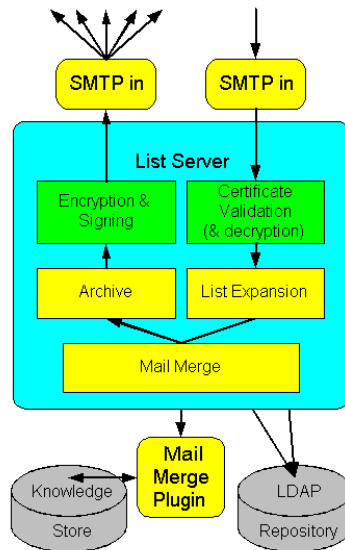 SMTP in
SMTP in
List Server
Encryption &
Signing
Certificate
Validation
(& decryption)
Archive
List Expansion
Mail Merge
Mail
Merge
Plugin
Knowledge
Store
LDAP
Repository